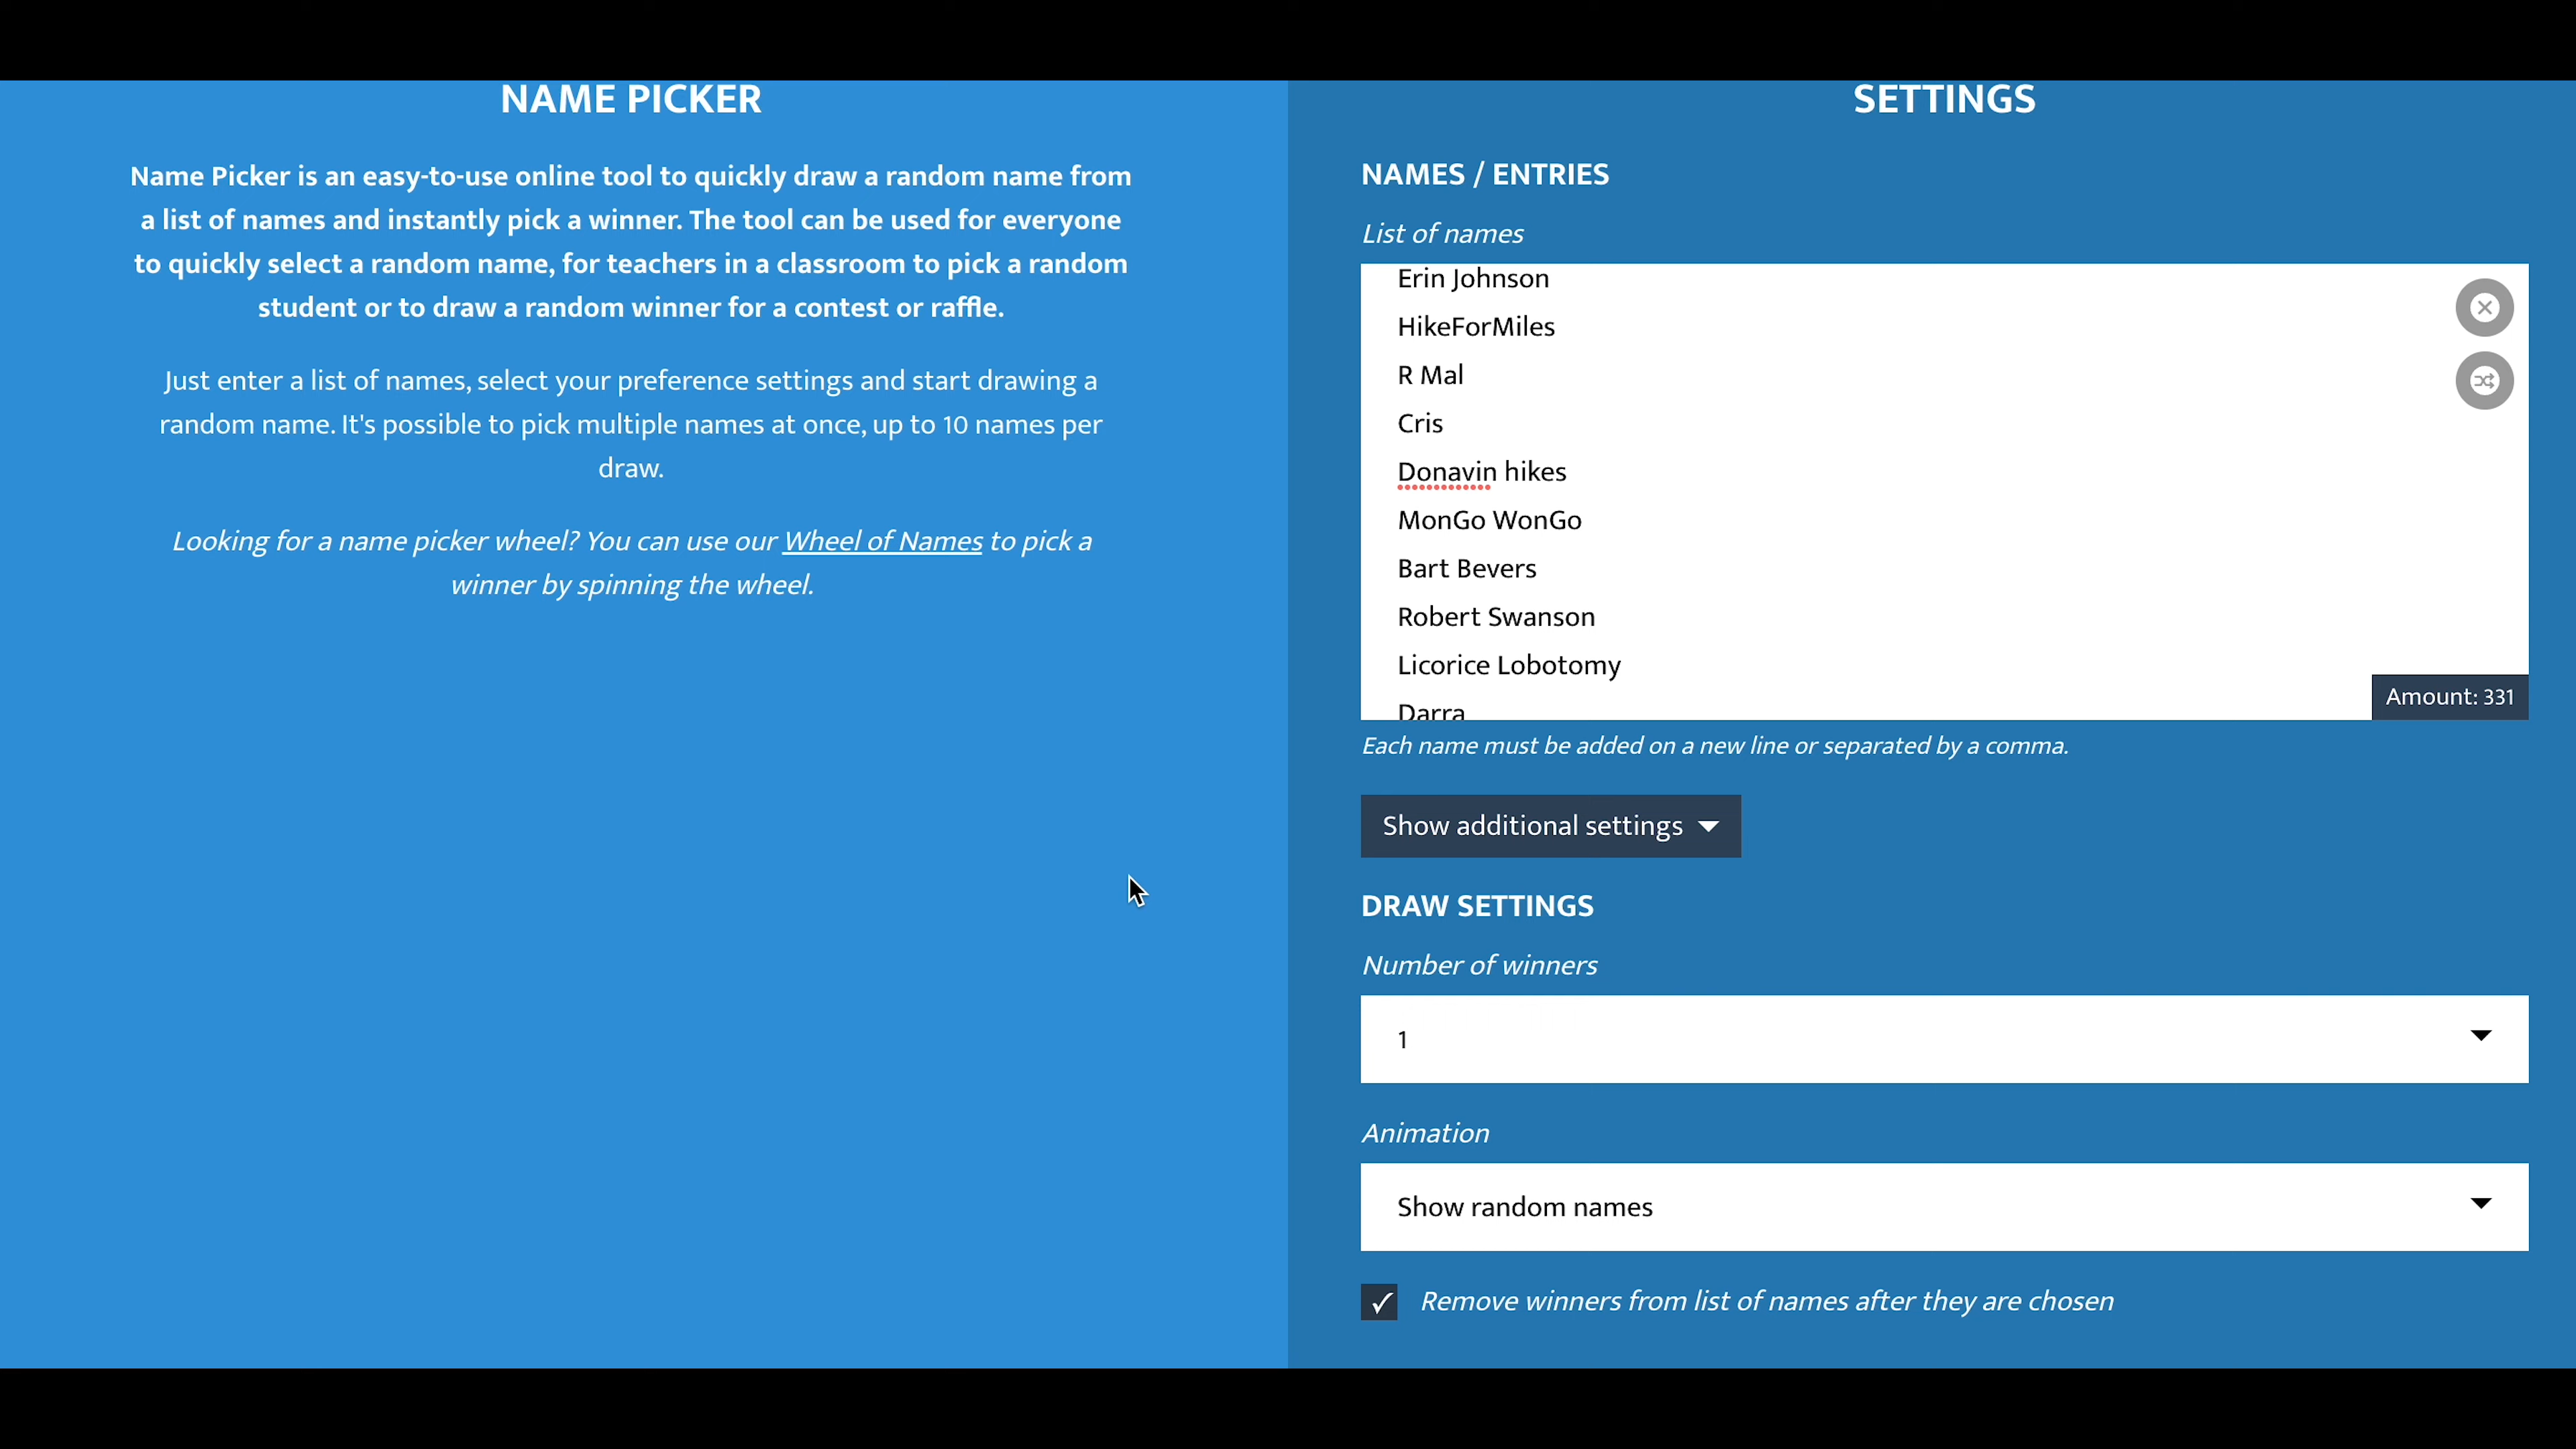 NAME PICKER
Name Picker is an easy-to-use online tool to quickly draw a random name from
a list of names and instantly pick a winner. The tool can be used for everyone
to quickly select a random name, for teachers in a classroom to pick a random
student or to draw a random winner for a contest or raffle.
Just enter a list of names, select your preference settings and start drawing a
random name. It's possible to pick multiple names at once, up to 10 names per
draw.
Looking for a name picker wheel? You can use our Wheel of Names to pick a
winner by spinning the wheel.
SETTINGS
NAMES / ENTRIES
List of names
Erin Johnson
HikeForMiles
R Mal
Cris
Donavin hikes
MonGo WonGo
Bart Bevers
Robert Swanson
Licorice Lobotomy
Darra
Amount: 331
Each name must be added on a new line or separated by a comma.
Show additional settings
DRAW SETTINGS
Number of winners
1
Animation
Show random names
Remove winners from list of names after they are chosen